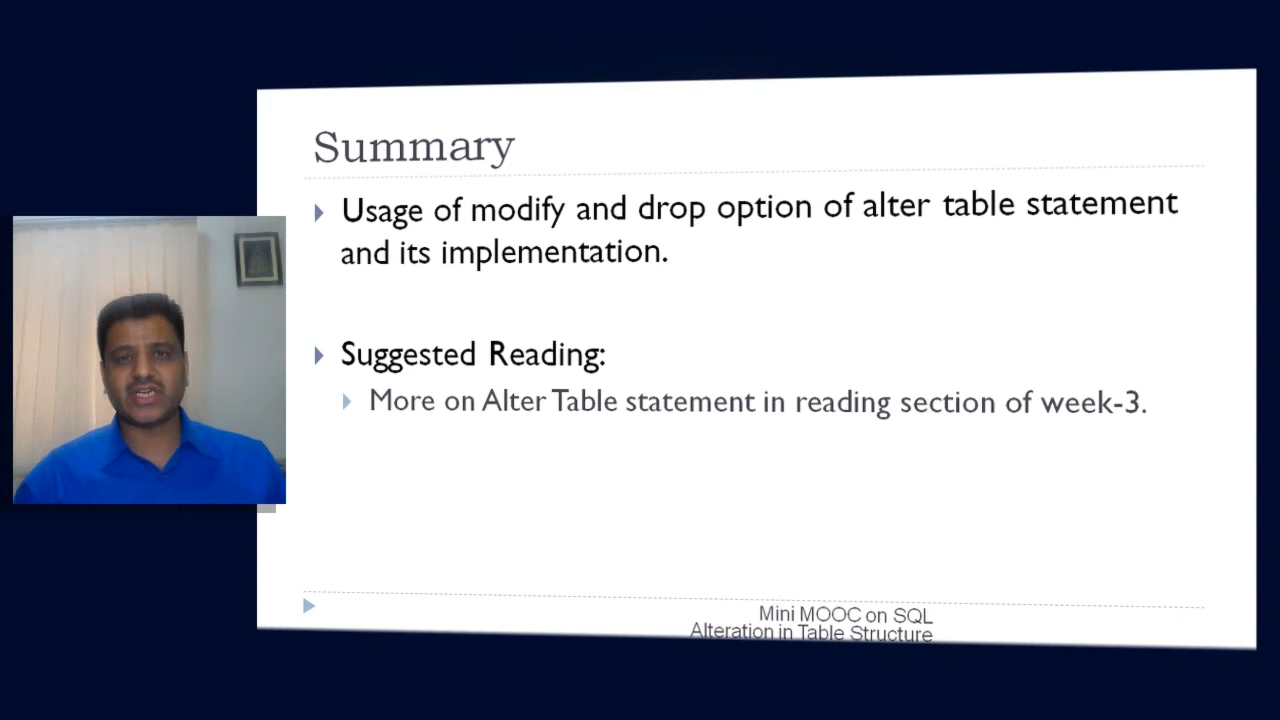 Summary
Usage of modify and drop option of alter table statement
and its implementation.
Suggested Reading:
More on Alter Table statement in reading section of week-3.
Mini MOOC on SQL
Alteration in Table Structure